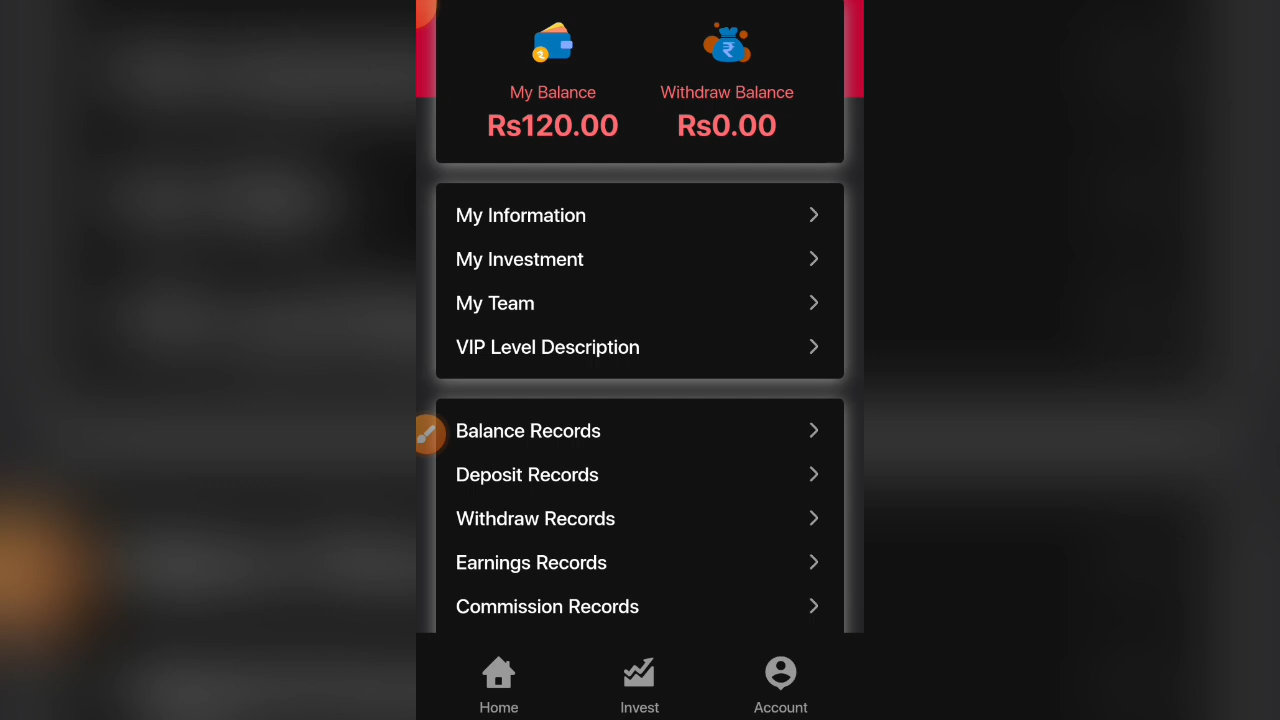 My Balance
Withdraw Balance
Rs120.00
Rs0.00
My Information
My Investment
My Team
VIP Level Description
Balance Records
Deposit Records
Withdraw Records
Earnings Records
Commission Records
Home
Invest
Account